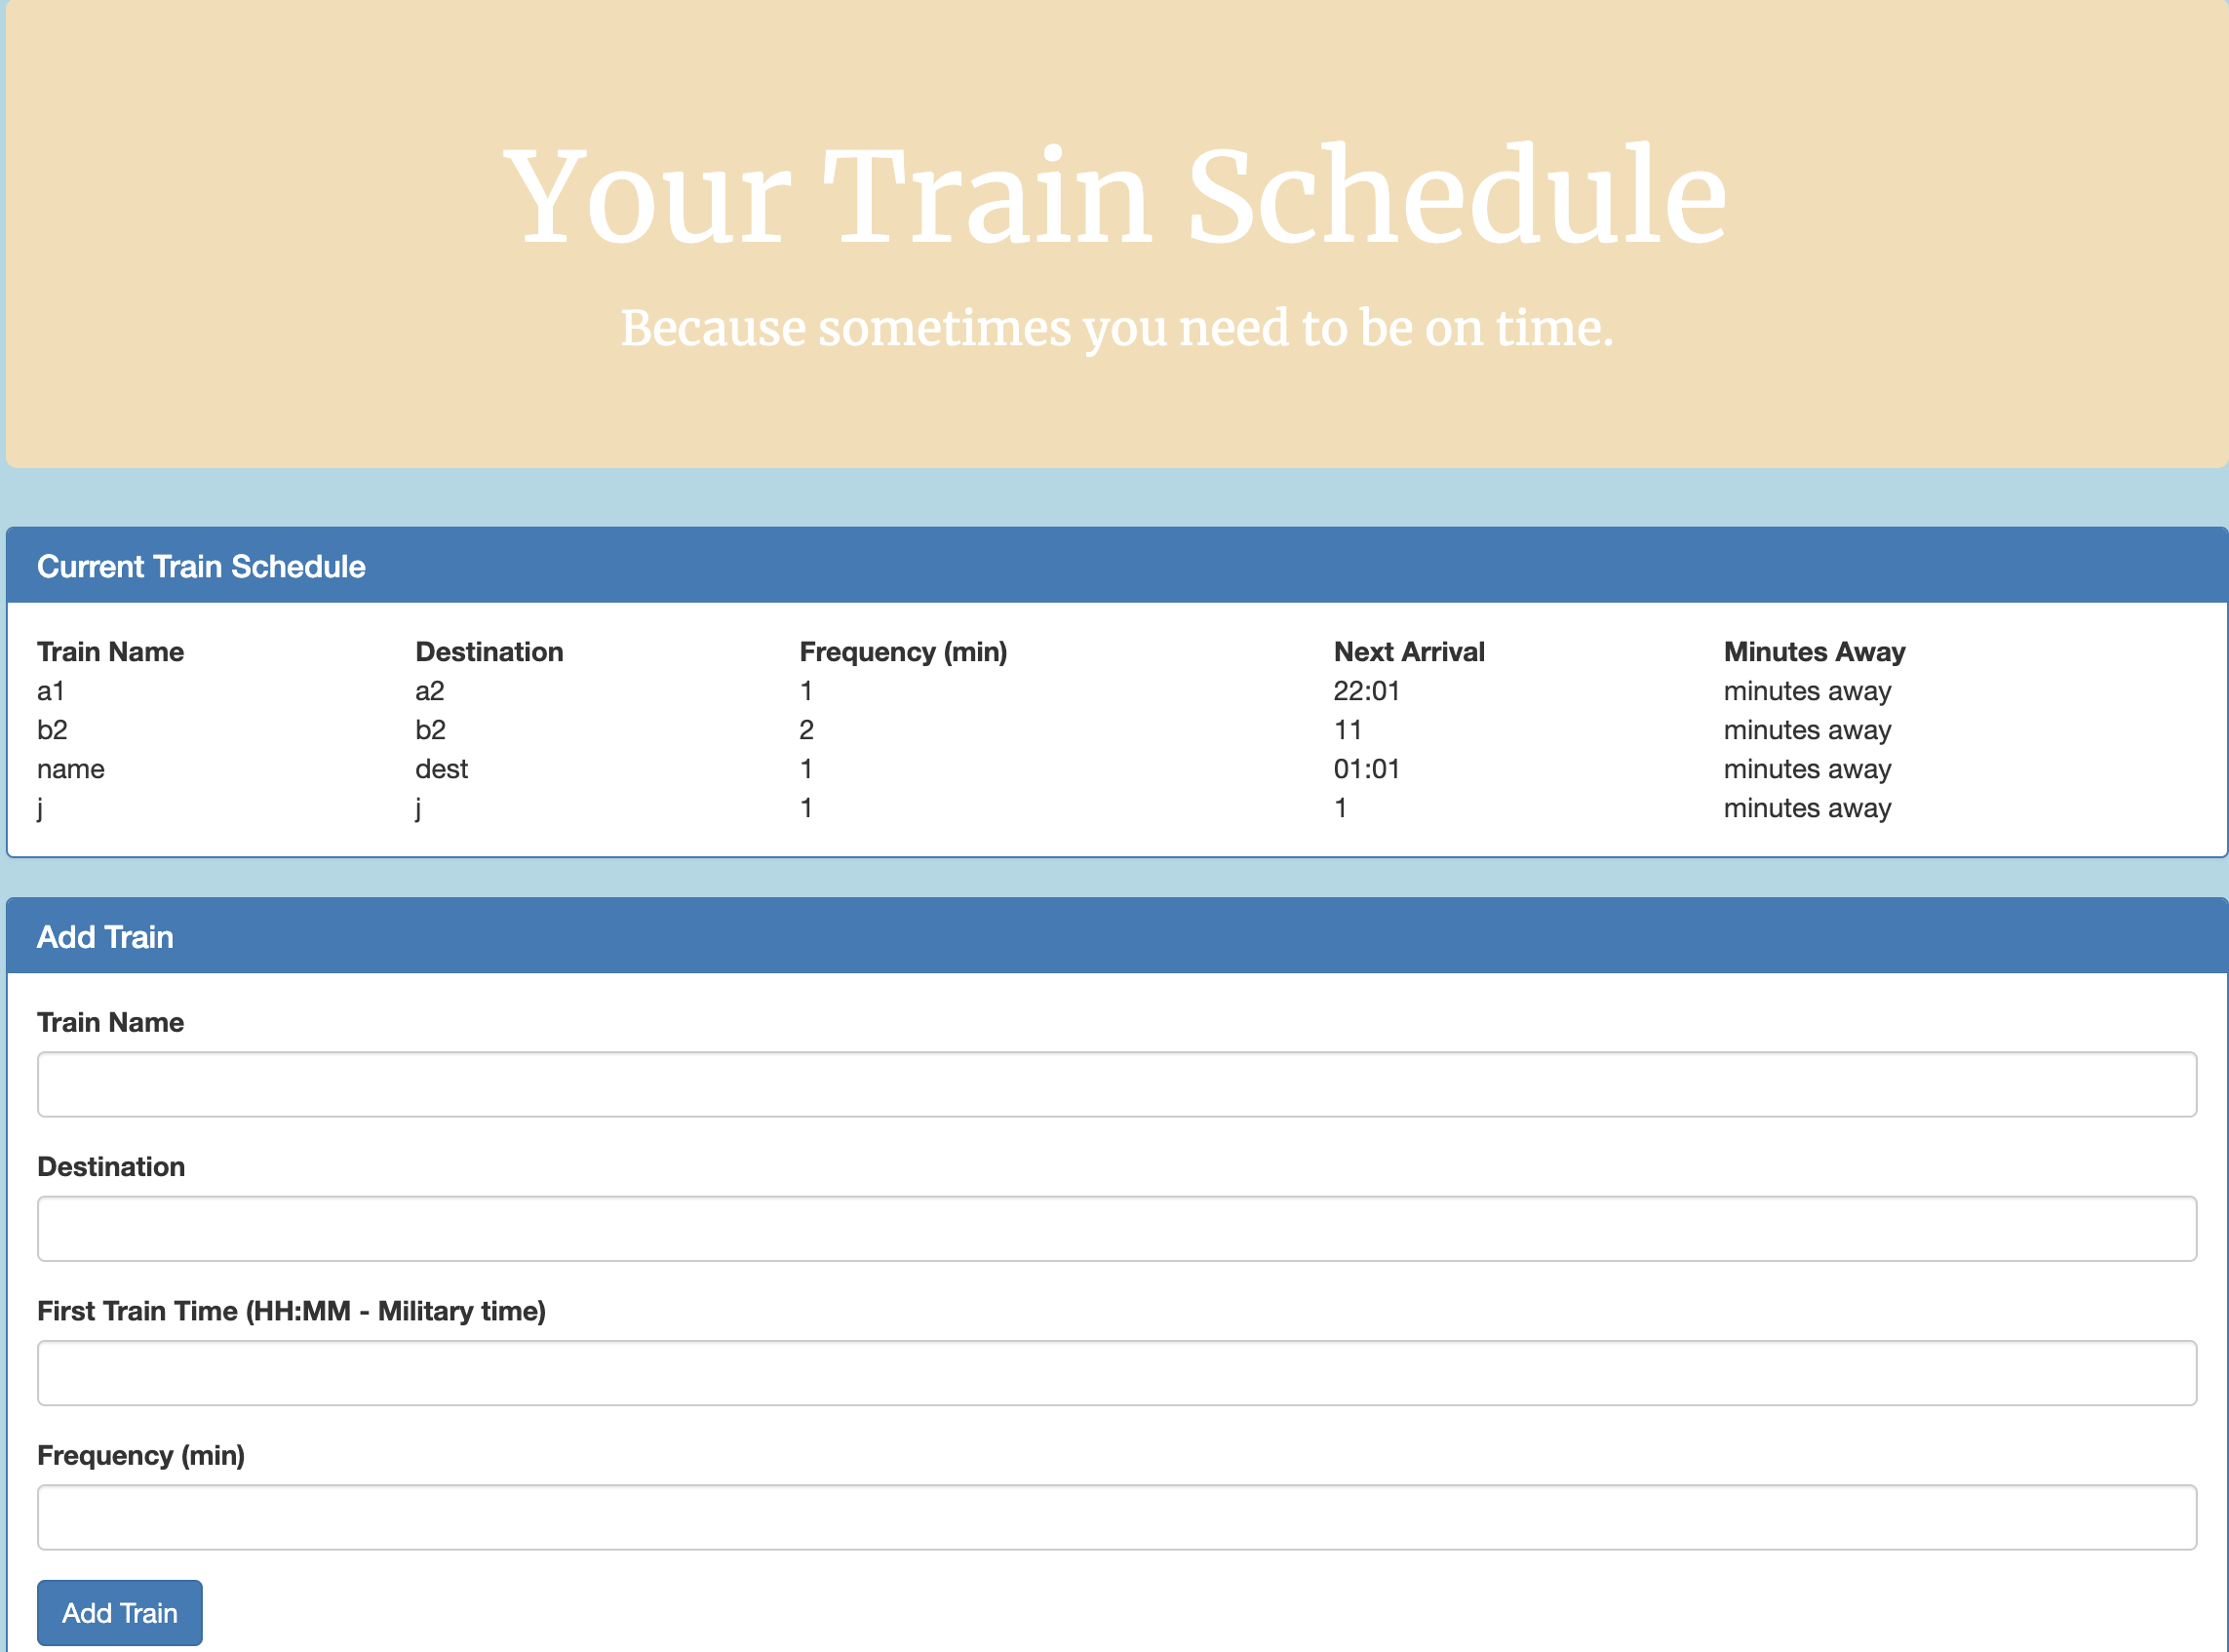 Your Train Schedule
Because sometimes you need to be on time.
Current Train Schedule
Train Name Destination Frequency (min) Next Arrival Minutes Away
a1 a2 1 22:01 minutes away
b2 b2 2 11 minutes away
name dest 1 01:01 minutes away
j j 1 1 minutes away
Add Train
Train Name
Destination
First Train Time (HH:MM - Military time)
Frequency (min)
Add Train